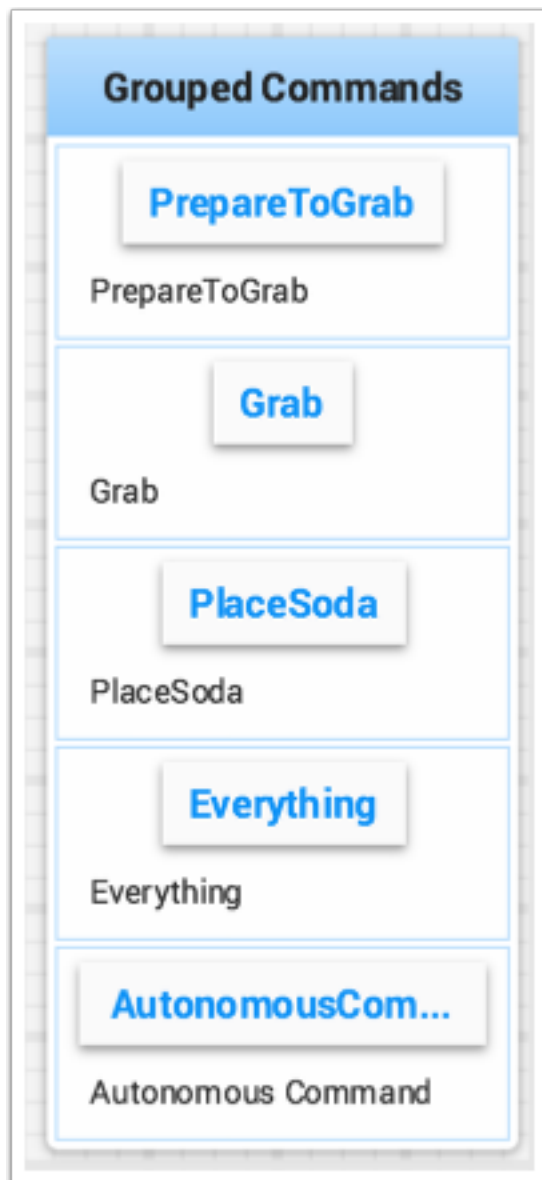 Grouped Commands
PrepareToGrab
PrepareToGrab
Grab
Grab
PlaceSoda
PlaceSoda
Everything
Everything
AutonomousCom...
Autonomous Command